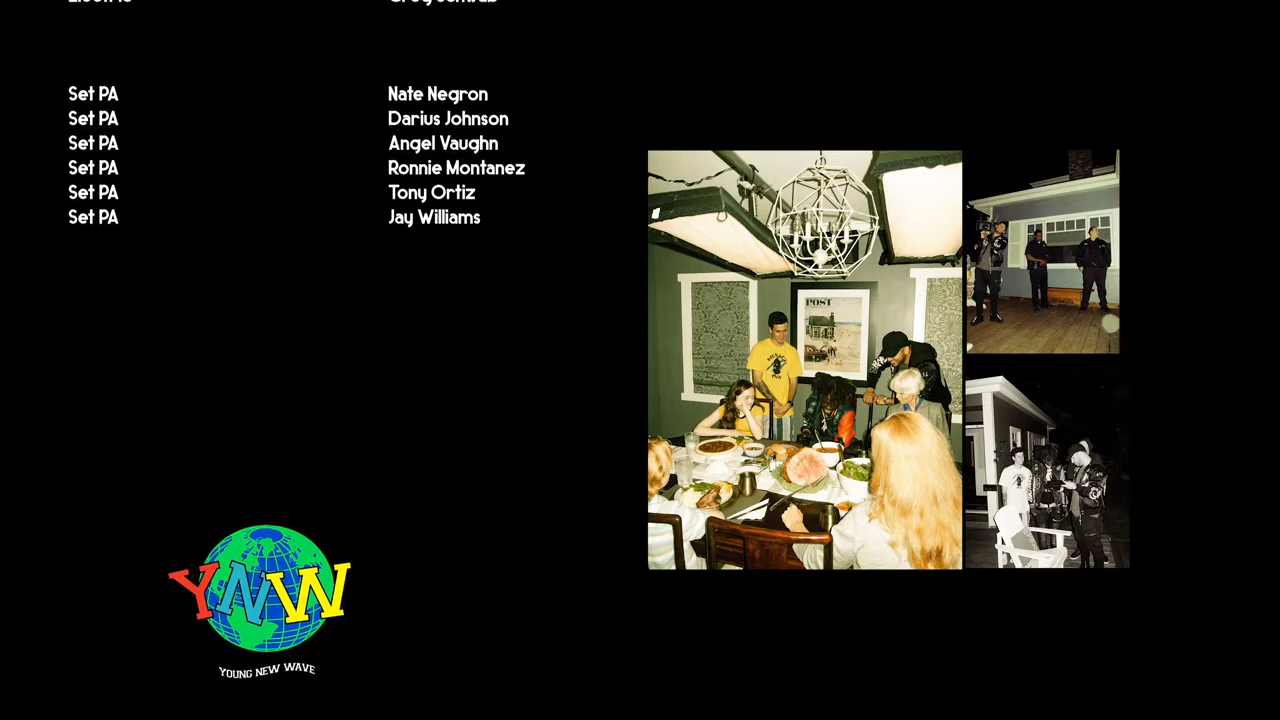 Set PA Nate Negron
Set PA Darius Johnson
Set PA Angel Vaughn
Set PA Ronnie Montanez
Set PA Tony Ortiz
Set PA Jay Williams
POST
YNW
YOUNG NEW WAVE